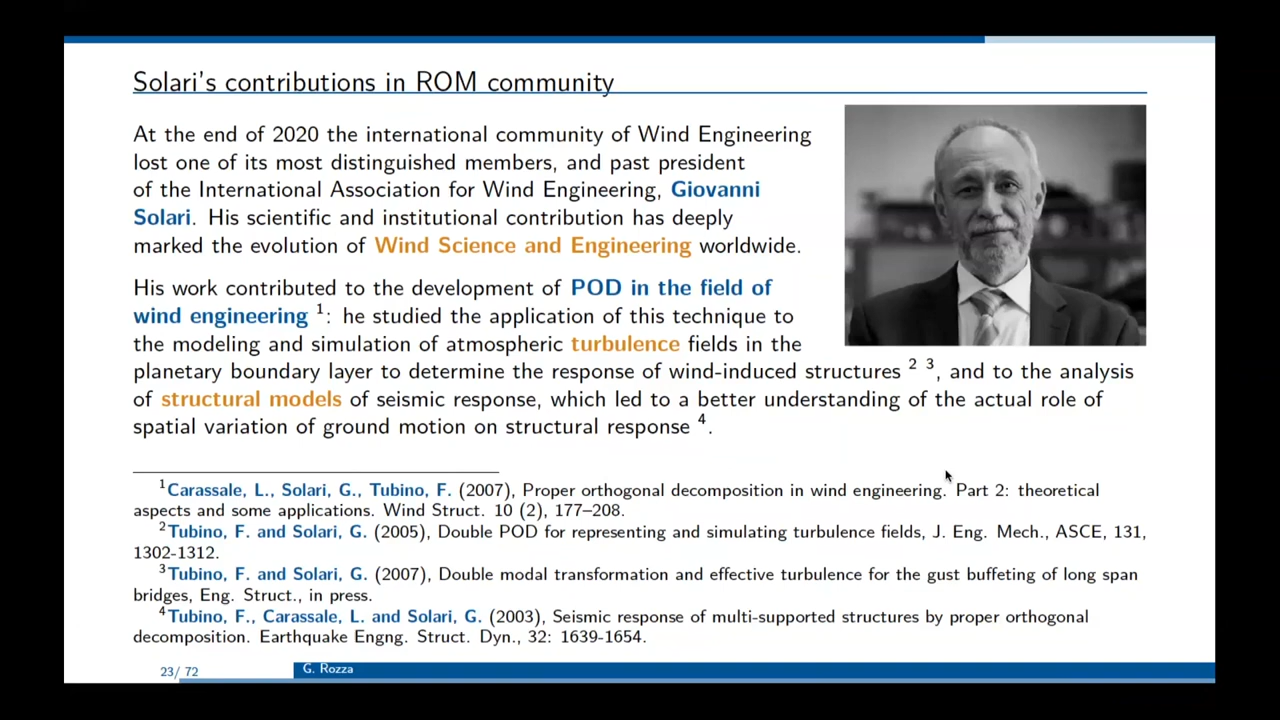 Solari's contributions in ROM community
At the end of 2020 the international community of Wind Engineering
lost one of its most distinguished members, and past president
of the International Association for Wind Engineering, Giovanni
Solari. His scientific and institutional contribution has deeply
marked the evolution of Wind Science and Engineering worldwide.
His work contributed to the development of POD in the field of
wind engineering 1: he studied the application of this technique to
the modeling and simulation of atmospheric turbulence fields in the
planetary boundary layer to determine the response of wind-induced structures 2 3, and to the analysis
of structural models of seismic response, which led to a better understanding of the actual role of
spatial variation of ground motion on structural response 4.
1Carassale, L., Solari, G., Tubino, F. (2007), Proper orthogonal decomposition in wind engineering. Part 2: theoretical
aspects and some applications. Wind Struct. 10 (2), 177–208.
2Tubino, F. and Solari, G. (2005), Double POD for representing and simulating turbulence fields, J. Eng. Mech., ASCE, 131,
1302-1312.
3Tubino, F. and Solari, G. (2007), Double modal transformation and effective turbulence for the gust buffeting of long span
bridges, Eng. Struct., in press.
4Tubino, F., Carassale, L. and Solari, G. (2003), Seismic response of multi-supported structures by proper orthogonal
decomposition. Earthquake Engng. Struct. Dyn., 32: 1639-1654.
23/ 72
G. Rozza